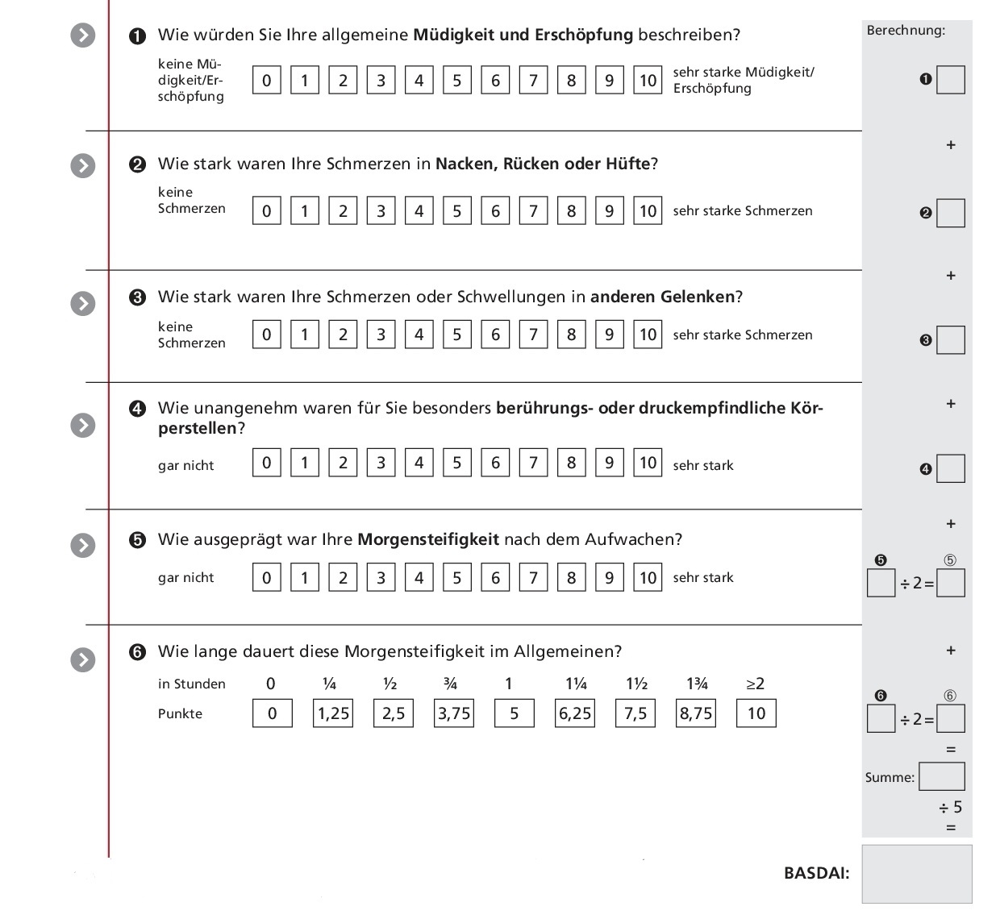 ❶ Wie würden Sie Ihre allgemeine Müdigkeit und Erschöpfung beschreiben?
Berechnung:
keine Mü-
digkeit/Er-
schöpfung
0 1 2 3 4 5 6 7 8 9 10
sehr starke Müdigkeit/
Erschöpfung
❶
+
❷ Wie stark waren Ihre Schmerzen in Nacken, Rücken oder Hüfte?
keine
Schmerzen
0 1 2 3 4 5 6 7 8 9 10 sehr starke Schmerzen
❷
+
❸ Wie stark waren Ihre Schmerzen oder Schwellungen in anderen Gelenken?
keine
Schmerzen
0 1 2 3 4 5 6 7 8 9 10 sehr starke Schmerzen
❸
+
❹ Wie unangenehm waren für Sie besonders berührungs- oder druckempfindliche Kör-
perstellen?
gar nicht 0 1 2 3 4 5 6 7 8 9 10 sehr stark
❹
+
❺ Wie ausgeprägt war Ihre Morgensteifigkeit nach dem Aufwachen?
gar nicht 0 1 2 3 4 5 6 7 8 9 10 sehr stark
❺ ⑤
÷ 2 =
+
❻ Wie lange dauert diese Morgensteifigkeit im Allgemeinen?
in Stunden 0 ¼ ½ ¾ 1 1¼ 1½ 1¾ ≥2
Punkte 0 1,25 2,5 3,75 5 6,25 7,5 8,75 10
❻ ⑥
÷ 2 =
=
Summe:
÷ 5
=
BASDAI: